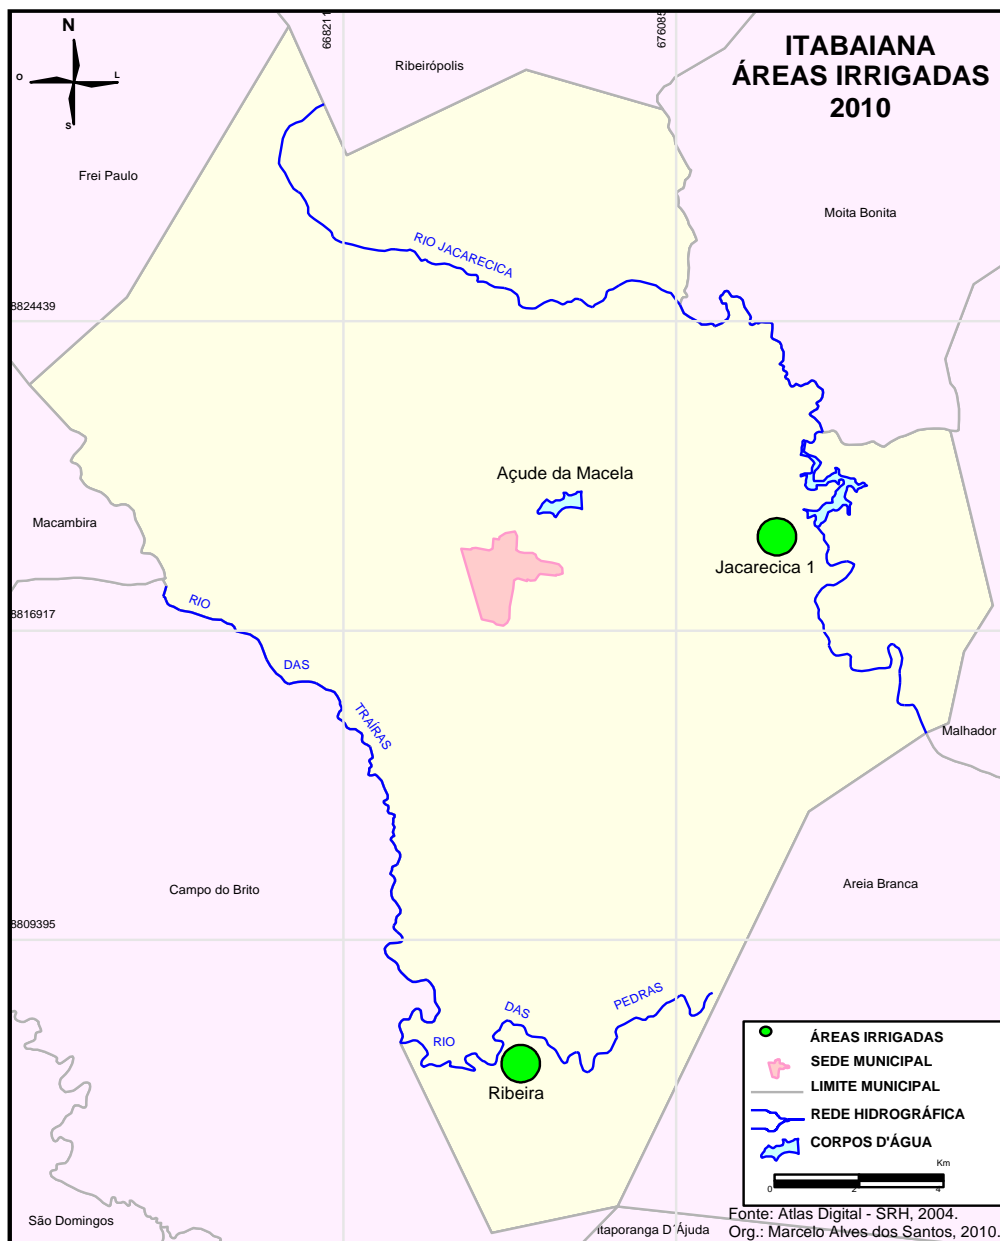 ITABAIANA
ÁREAS IRRIGADAS
2010
N
O
L
S
668211
676085
Ribeirópolis
Frei Paulo
Moita Bonita
RIO JACARECICA
8824439
Açude da Macela
Macambira
Jacarecica 1
RIO
8816917
DAS
TRAÍRAS
Malhador
Campo do Brito
Areia Branca
8809395
PEDRAS
DAS
RIO
Ribeira
ÁREAS IRRIGADAS
SEDE MUNICIPAL
LIMITE MUNICIPAL
REDE HIDROGRÁFICA
CORPOS D'ÁGUA
Km
0 2 4
São Domingos
Itaporanga D´Ájuda
Fonte: Atlas Digital - SRH, 2004.
Org.: Marcelo Alves dos Santos, 2010.